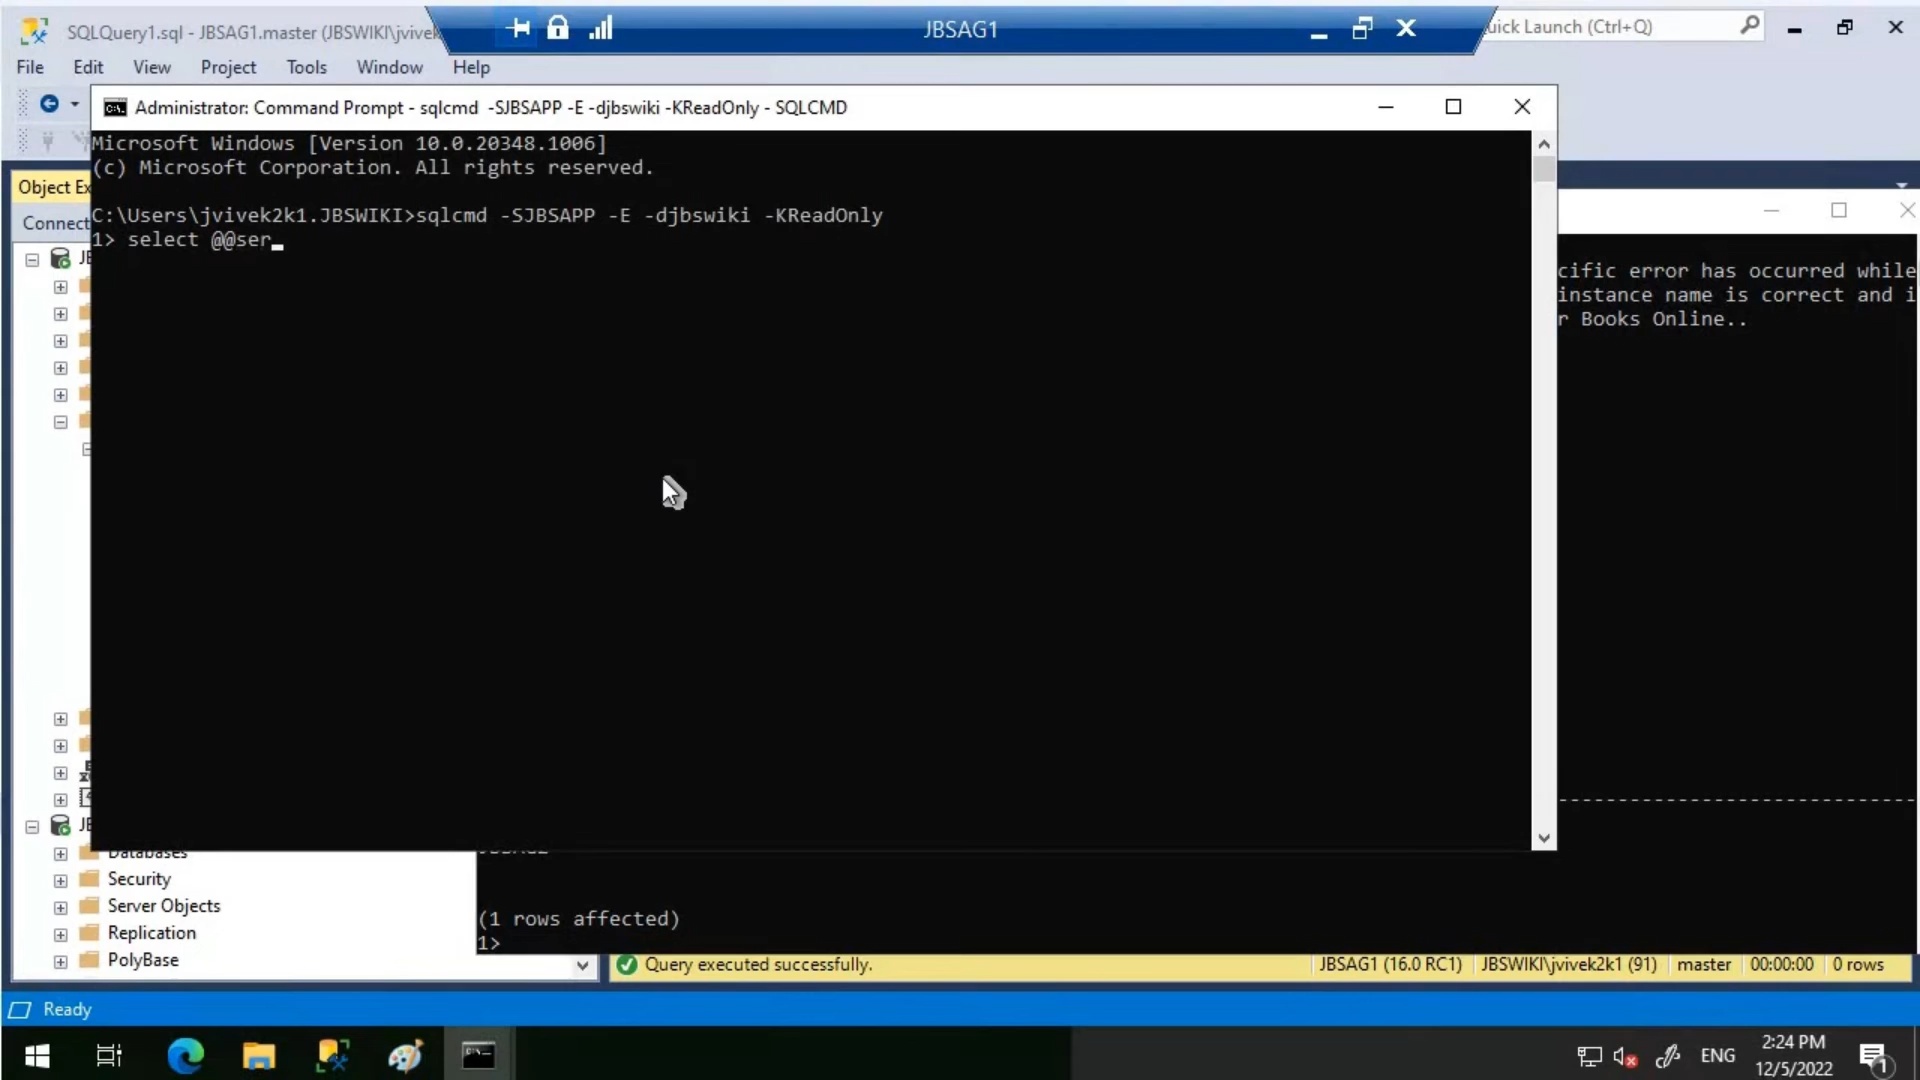 SQLQuery1.sql - JBSAG1.master (JBSWIKI\jvivek
JBSAG1
uick Launch (Ctrl+Q)
File Edit View Project Tools Window Help
Administrator: Command Prompt - sqlcmd -SJBSAPP -E -djbswiki -KReadOnly - SQLCMD
Microsoft Windows [Version 10.0.20348.1006]
(c) Microsoft Corporation. All rights reserved.
Object Ex
Connect
C:\Users\jvivek2k1.JBSWIKI>sqlcmd -SJBSAPP -E -djbswiki -KReadOnly
1> select @@ser
cific error has occurred while
instance name is correct and i
r Books Online..
Databases
Security
Server Objects
Replication
PolyBase
(1 rows affected)
1>
Query executed successfully.
JBSAG1 (16.0 RC1) JBSWIKI\jvivek2k1 (91) master 00:00:00 0 rows
Ready
ENG
2:24 PM
12/5/2022
1